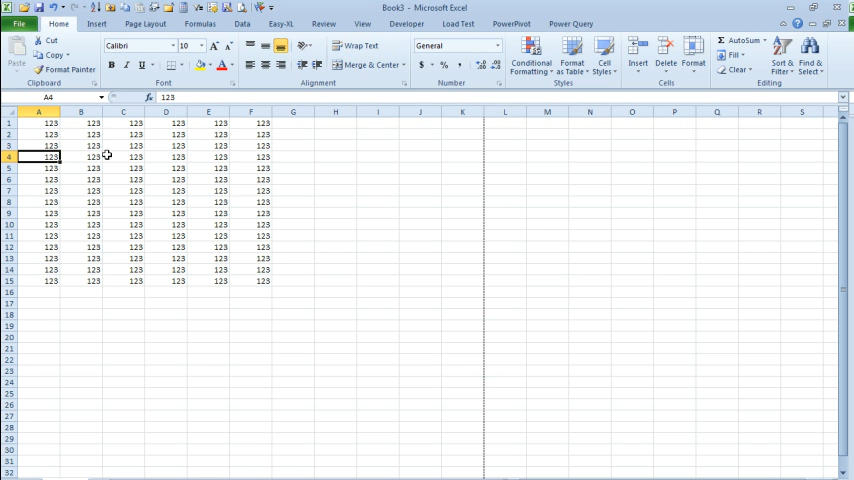 Book3 - Microsoft Excel
File Home Insert Page Layout Formulas Data Easy-XL Review View Developer Load Test PowerPivot Power Query
Cut
Copy
Format Painter
Paste
Clipboard
Calibri 10
B I U
Font
Wrap Text
Merge & Center
Alignment
General
$ % ,
Number
Conditional Formatting
Format as Table
Cell Styles
Styles
Insert Delete Format
Cells
AutoSum
Fill
Clear
Sort & Filter
Find & Select
Editing
A4 fx 123
A B C D E F G H I J K L M N O P Q R S
1 123 123 123 123 123 123
2 123 123 123 123 123 123
3 123 123 123 123 123 123
4 123 123 123 123 123 123
5 123 123 123 123 123 123
6 123 123 123 123 123 123
7 123 123 123 123 123 123
8 123 123 123 123 123 123
9 123 123 123 123 123 123
10 123 123 123 123 123 123
11 123 123 123 123 123 123
12 123 123 123 123 123 123
13 123 123 123 123 123 123
14 123 123 123 123 123 123
15 123 123 123 123 123 123
16
17
18
19
20
21
22
23
24
25
26
27
28
29
30
31
32